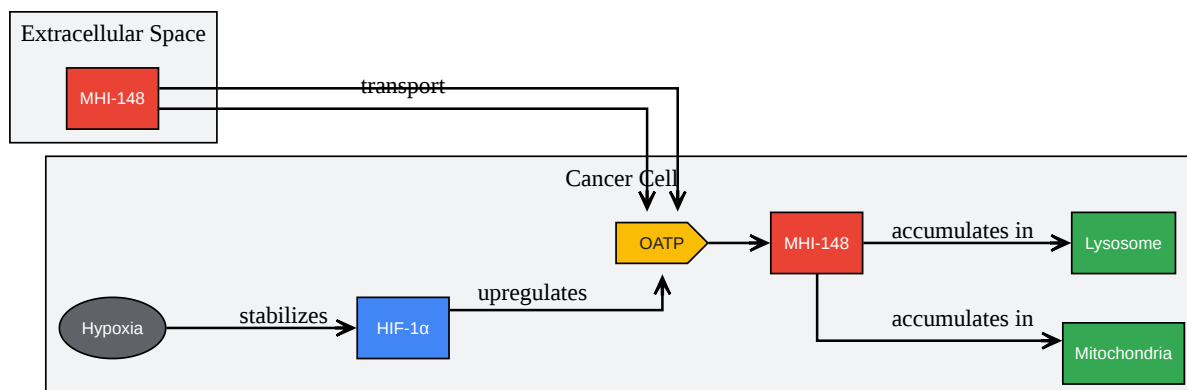 Extracellular Space
MHI-148
transport
Cancer Cell
OATP
MHI-148
accumulates in
Lysosome
upregulates
Hypoxia
stabilizes
HIF-1α
accumulates in
Mitochondria